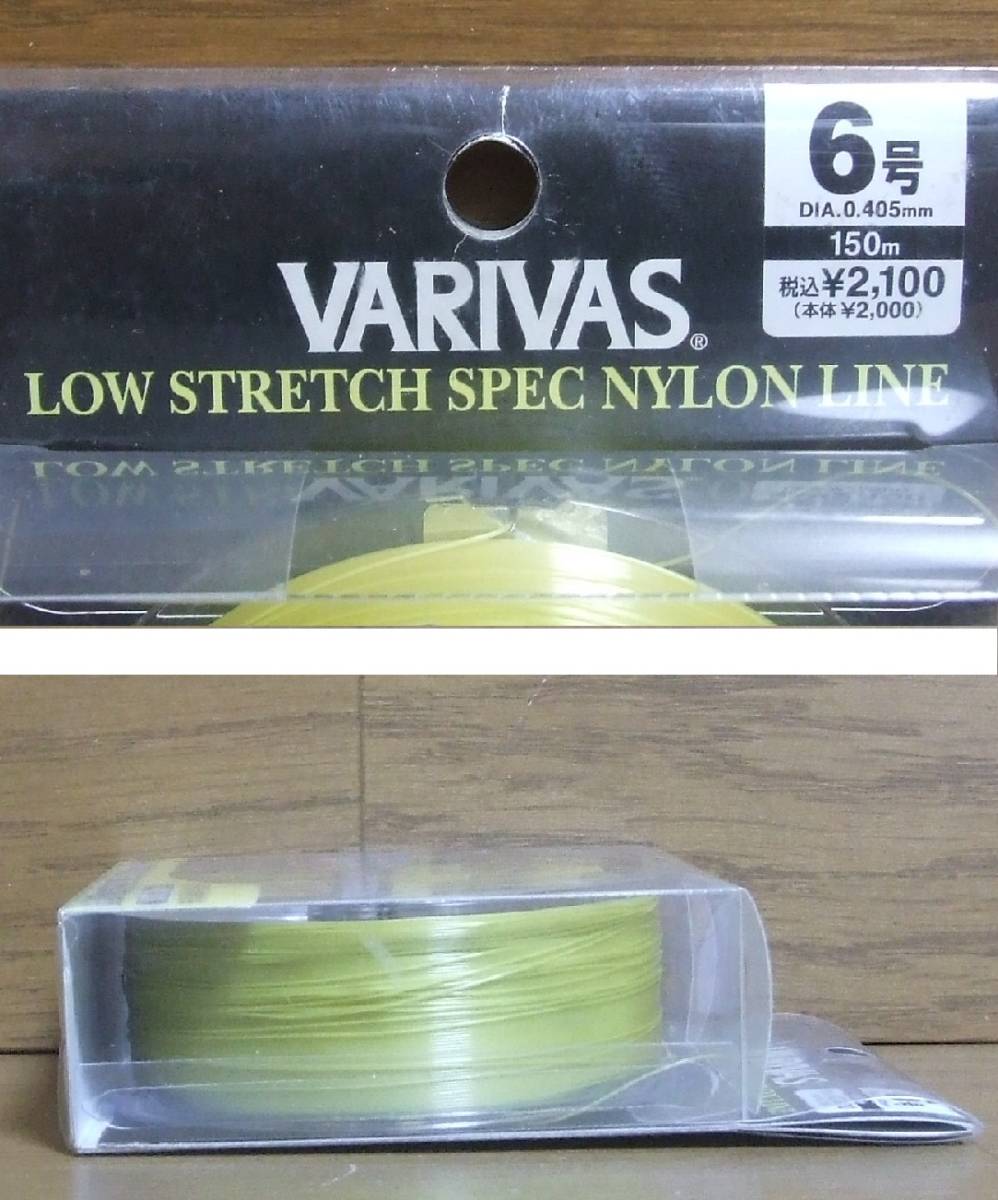 6号
DIA.0.405mm
150m
税込¥2,100
(本体¥2,000)
VARIVAS®
LOW STRETCH SPEC NYLON LINE